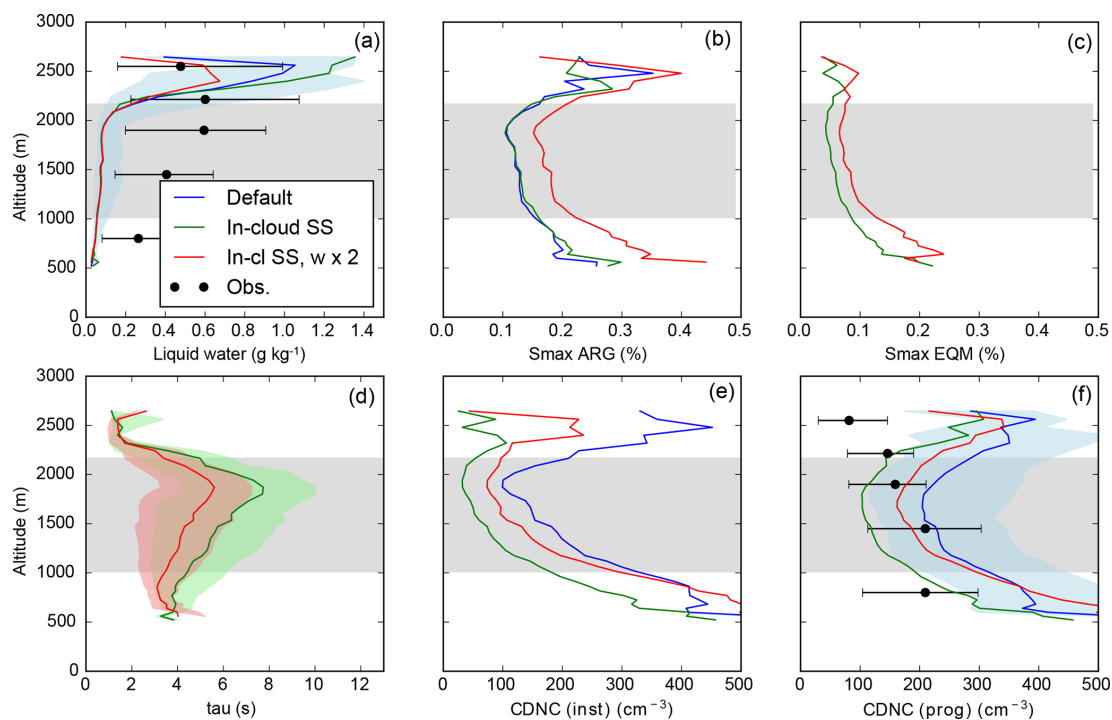 3000
2500
2000
1500
1000
500
0
Altitude (m)
(a)
Default
In-cloud SS
In-cl SS, w x 2
Obs.
0.0 0.2 0.4 0.6 0.8 1.0 1.2 1.4
Liquid water (g kg-1)
(b)
0.0 0.1 0.2 0.3 0.4 0.5
Smax ARG (%)
(c)
0.0 0.1 0.2 0.3 0.4 0.5
Smax EQM (%)
3000
2500
2000
1500
1000
500
0
Altitude (m)
(d)
0 2 4 6 8 10 12
tau (s)
(e)
0 100 200 300 400 500
CDNC (inst) (cm−3)
(f)
0 100 200 300 400 500
CDNC (prog) (cm−3)